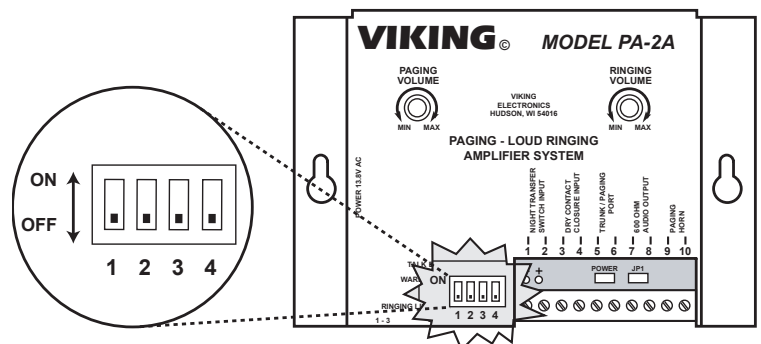 VIKING© MODEL PA-2A
PAGING
VOLUME
MIN MAX
RINGING
VOLUME
MIN MAX
VIKING
ELECTRONICS
HUDSON, WI 54016
PAGING - LOUD RINGING
AMPLIFIER SYSTEM
POWER 13.8V AC
NIGHT TRANSFER
SWITCH INPUT
DRY CONTACT
CLOSURE INPUT
TRUNK / PAGING
PORT
600 OHM
AUDIO OUTPUT
PAGING
HORN
1 2 3 4 5 6 7 8 9 10
POWER JP1
+
RINGING
1 - 3
ON
1 2 3 4
ON
OFF
1 2 3 4